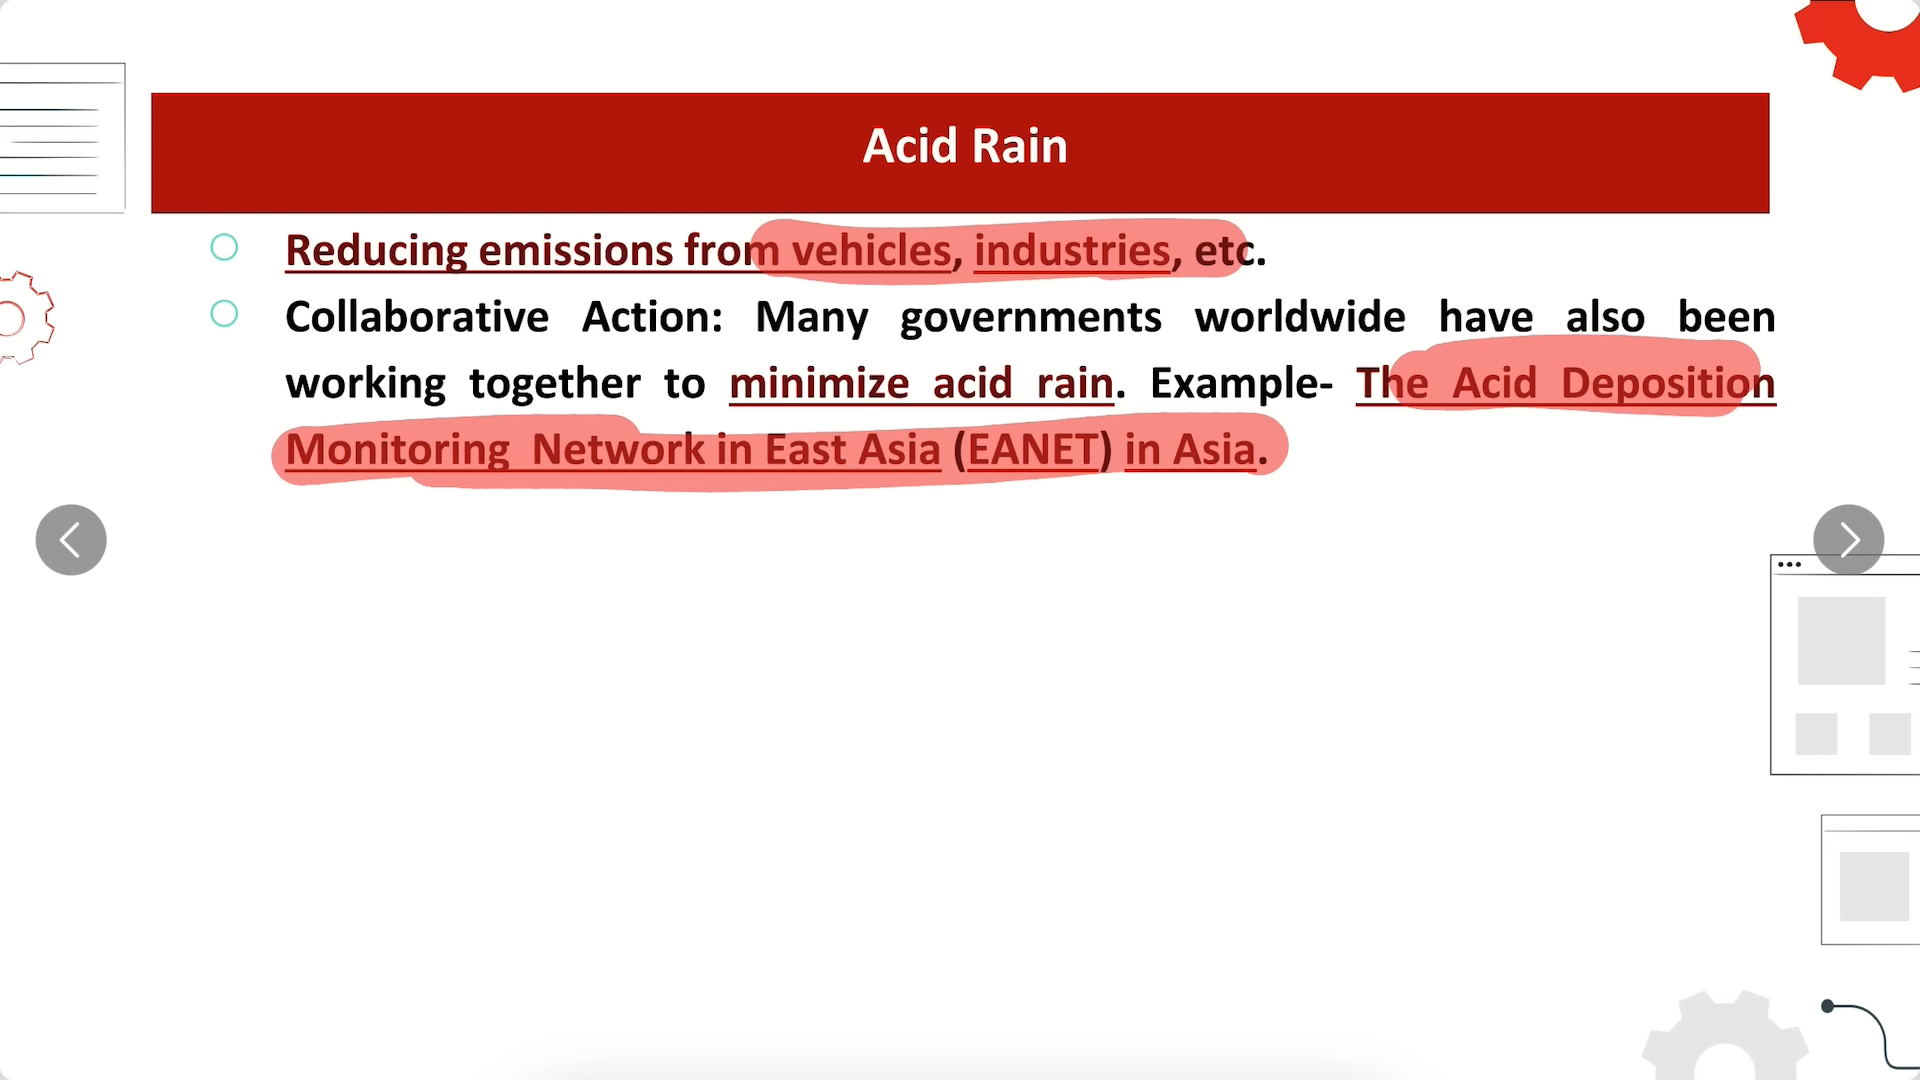 Acid Rain
Reducing emissions from vehicles, industries, etc.
Collaborative Action: Many governments worldwide have also been
working together to minimize acid rain. Example- The Acid Deposition
Monitoring Network in East Asia (EANET) in Asia.